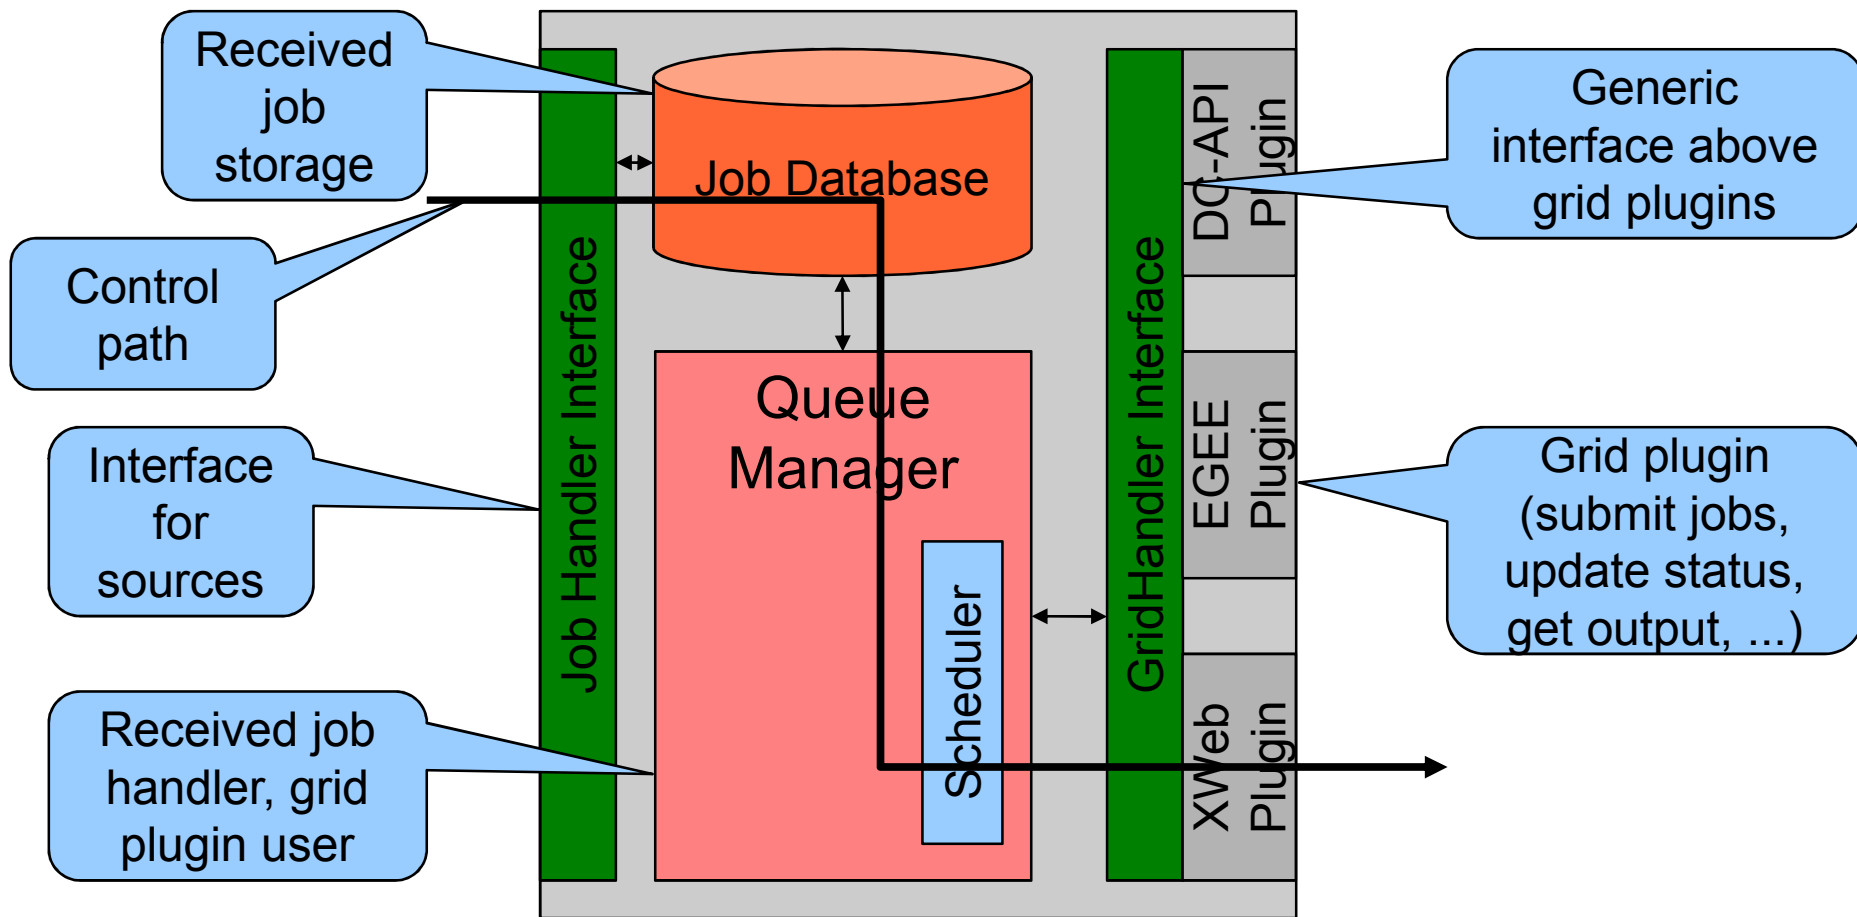 Received
job
storage
Control
path
Interface
for
sources
Received job
handler, grid
plugin user
Job Handler Interface
Job Database
Queue
Manager
Scheduler
GridHandler Interface
DC-API
Plugin
EGEE
Plugin
XWeb
Plugin
Generic
interface above
grid plugins
Grid plugin
(submit jobs,
update status,
get output, ...)